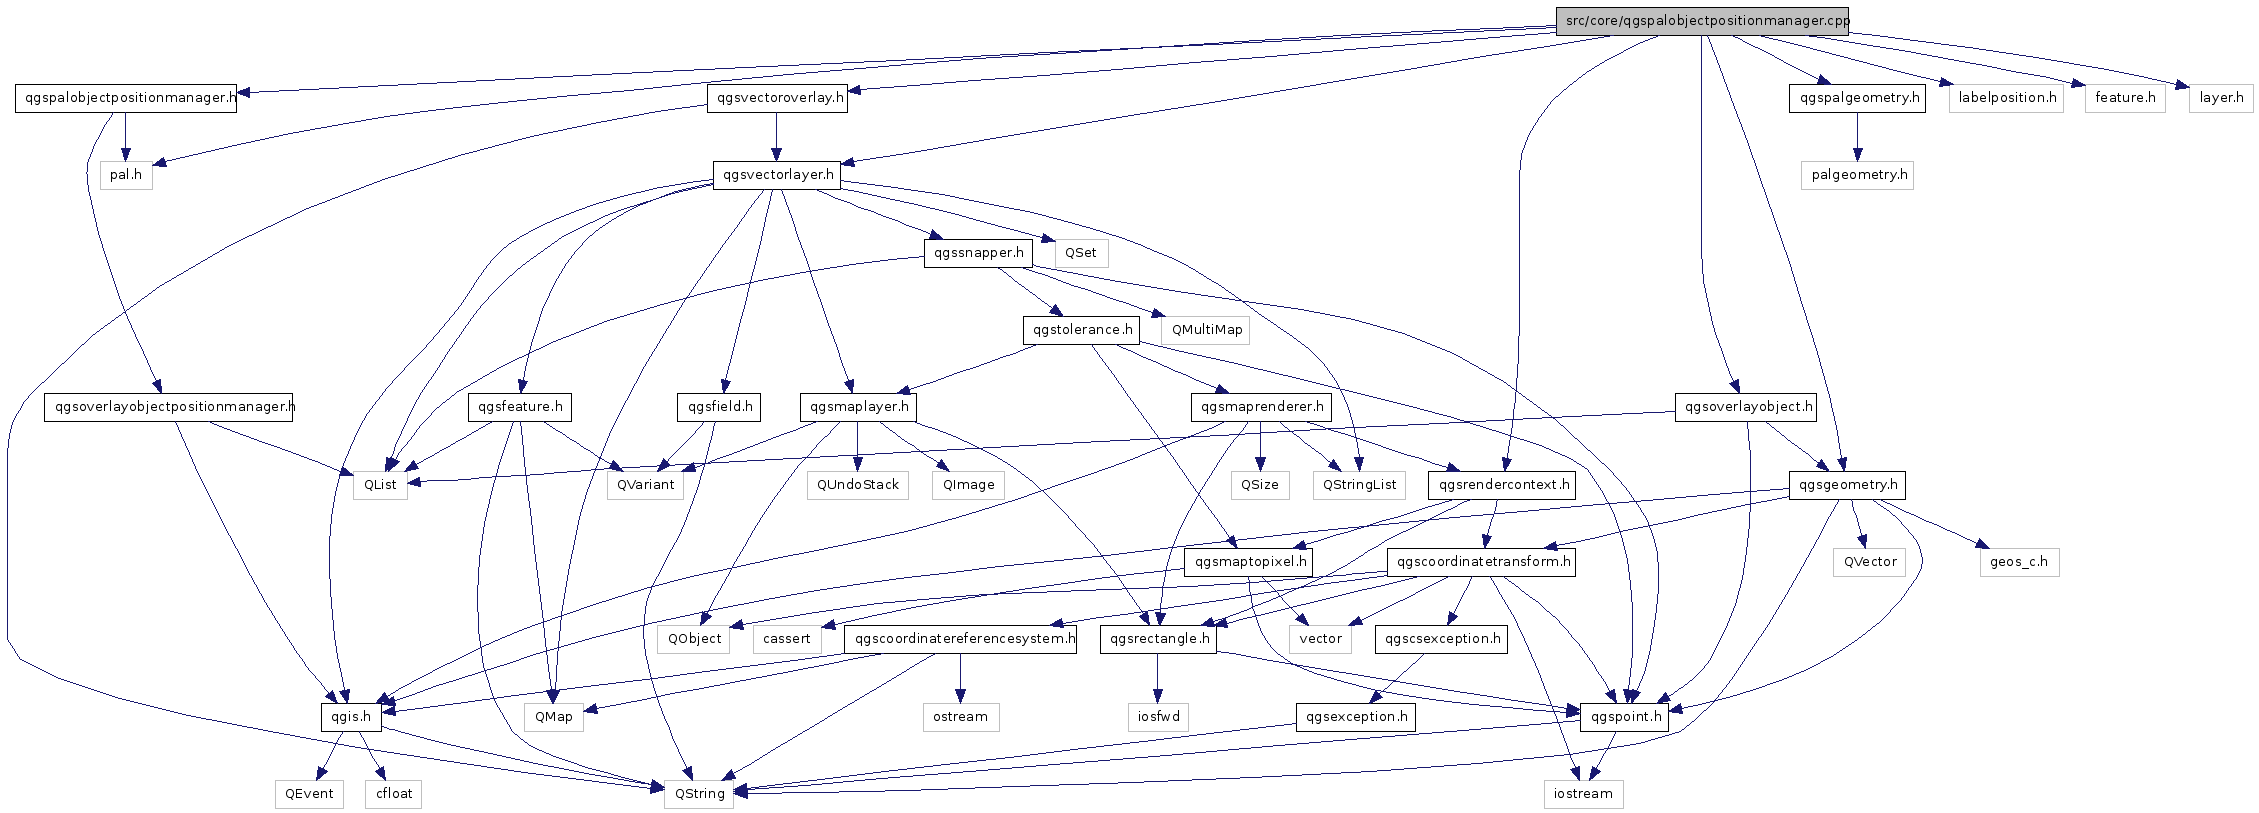 src/core/qgspalobjectpositionmanager.cpp
qgspalobjectpositionmanager.h
qgsvectoroverlay.h
qgspalgeometry.h
labelposition.h
feature.h
layer.h
pal.h
qgsvectorlayer.h
palgeometry.h
qgssnapper.h
QSet
qgstolerance.h
QMultiMap
qgsoverlayobjectpositionmanager.h
qgsfeature.h
qgsfield.h
qgsmaplayer.h
qgsmaprenderer.h
qgsoverlayobject.h
QList
QVariant
QUndoStack
QImage
QSize
QStringList
qgsrendercontext.h
qgsgeometry.h
qgsmaptopixel.h
qgscoordinatetransform.h
QVector
geos_c.h
QObject
cassert
qgscoordinatereferencesystem.h
qgsrectangle.h
vector
qgscsexception.h
qgis.h
QMap
ostream
iosfwd
qgsexception.h
qgspoint.h
QEvent
cfloat
QString
iostream